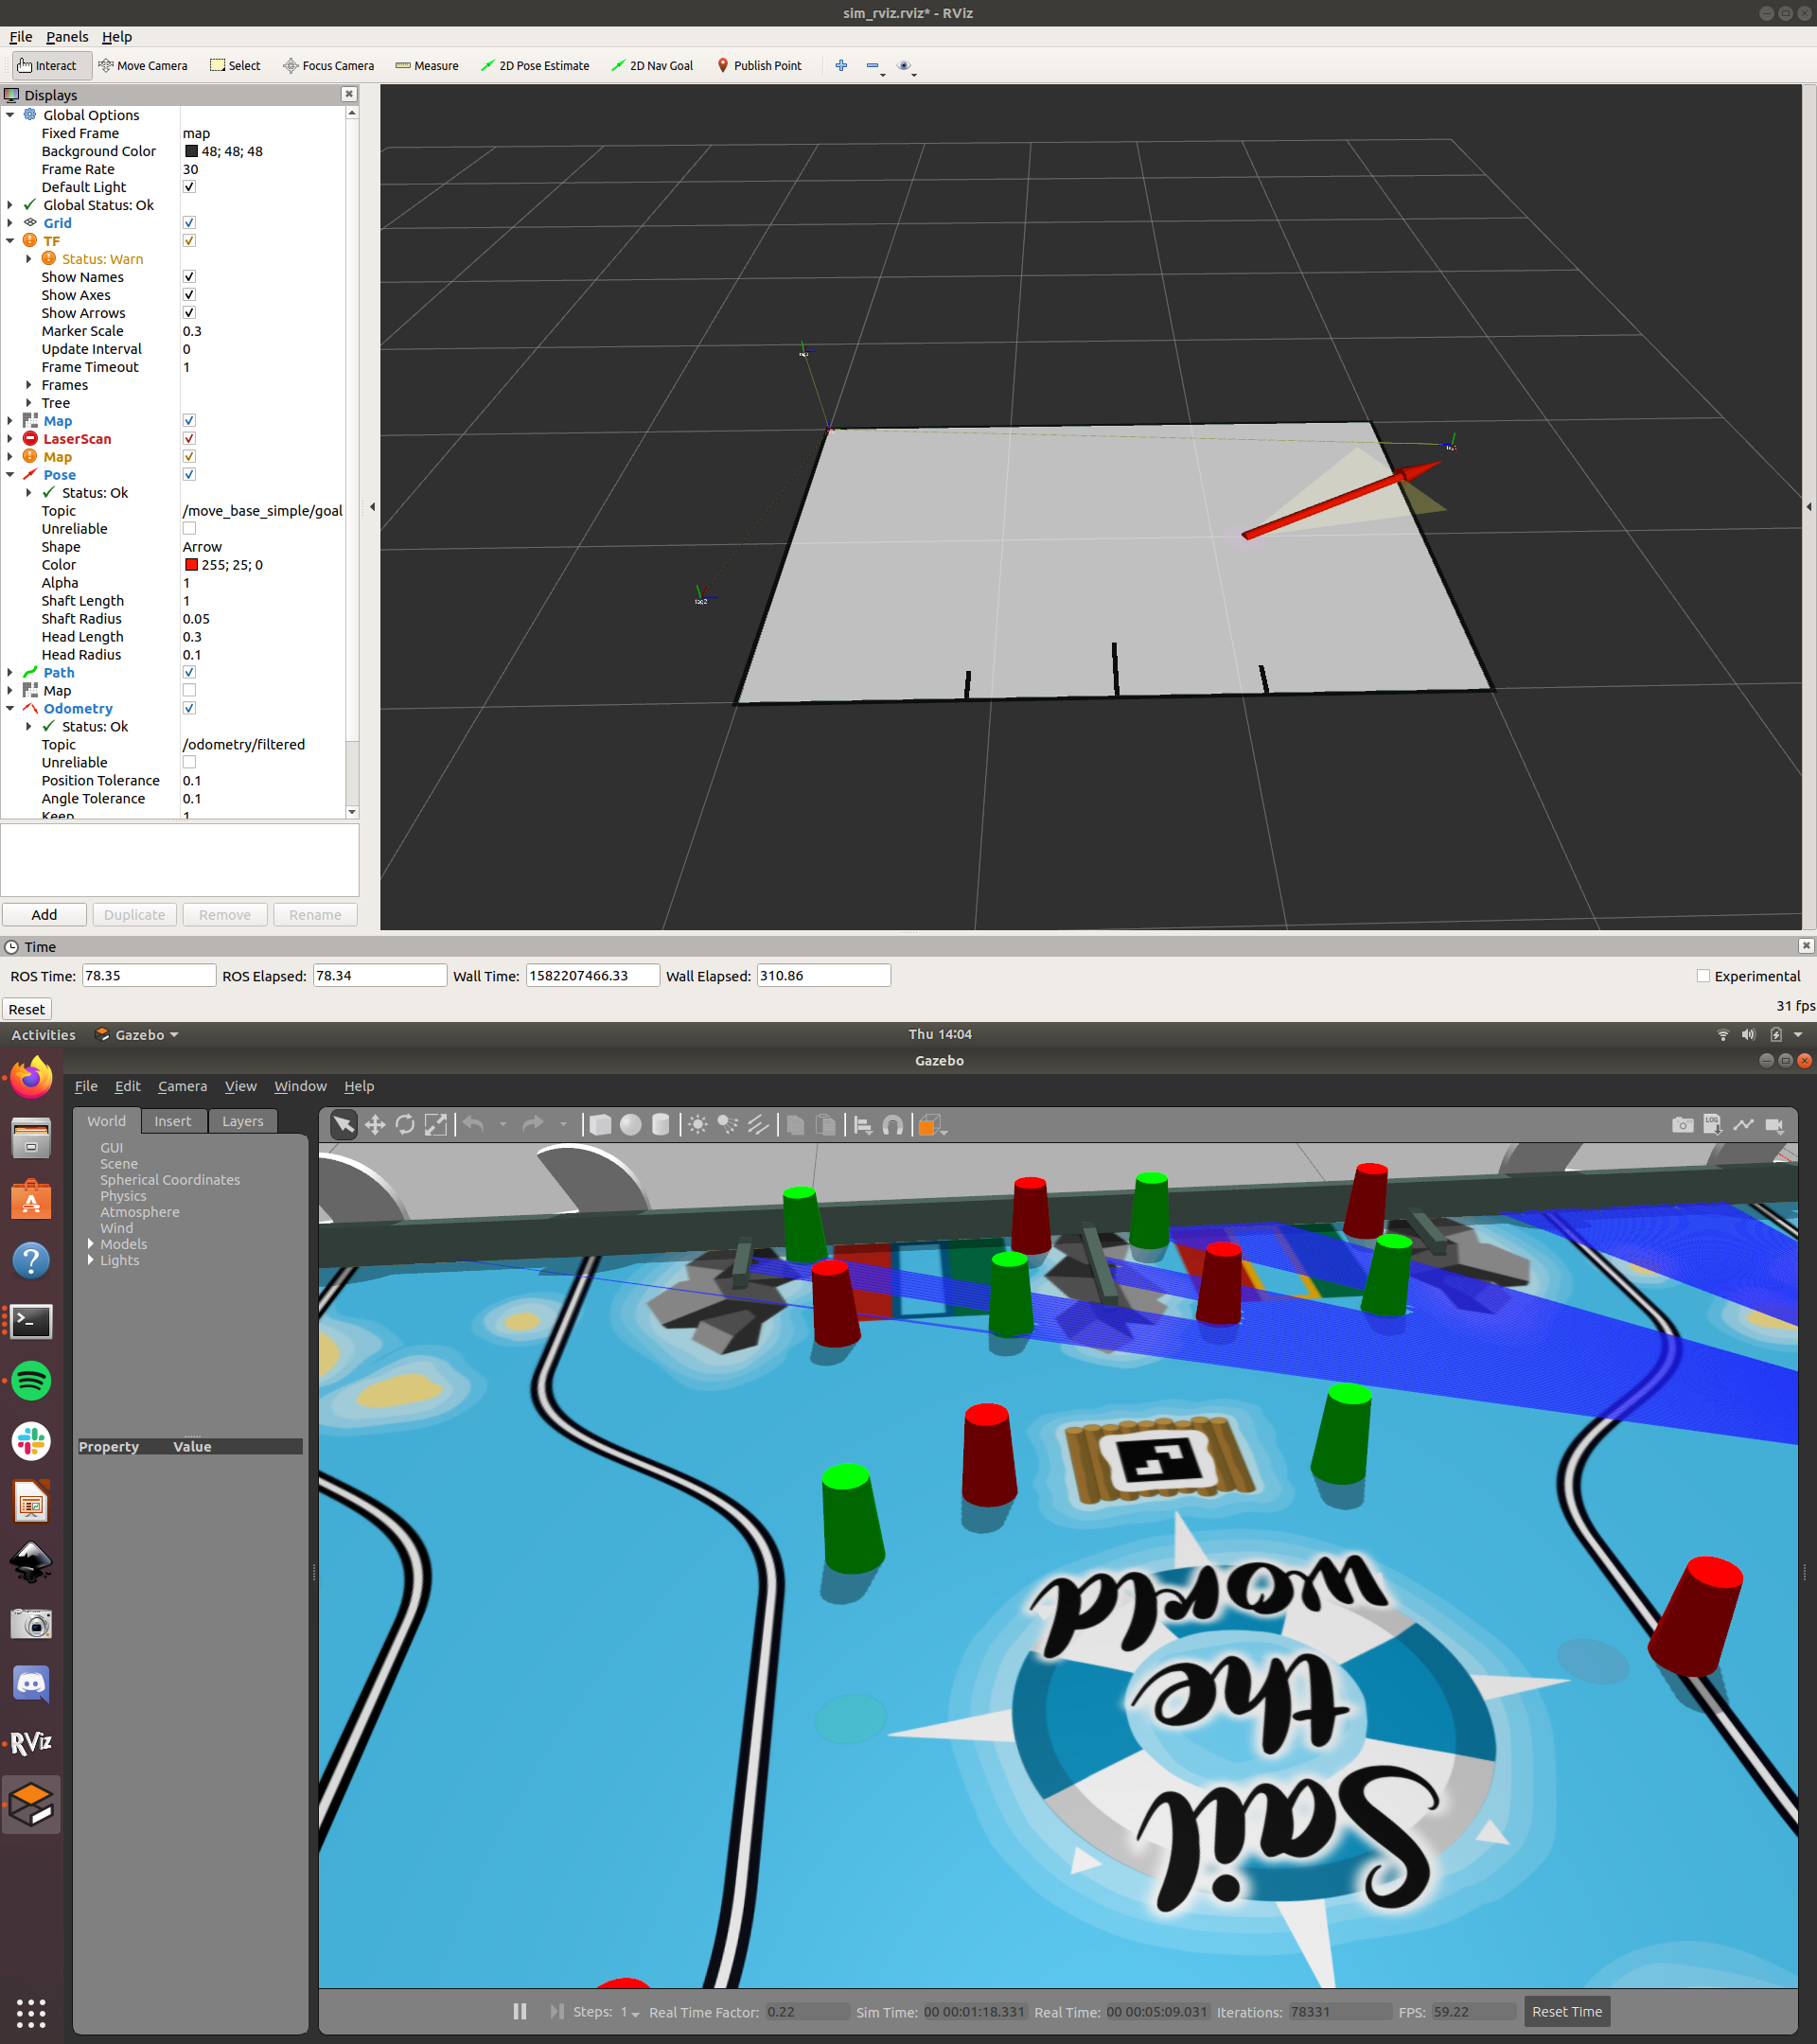 sim_rviz.rviz* - RViz
File Panels Help
Interact Move Camera Select Focus Camera Measure 2D Pose Estimate 2D Nav Goal Publish Point
Displays
Global Options
Fixed Frame map
Background Color 48; 48; 48
Frame Rate 30
Default Light
Global Status: Ok
Grid
TF
Status: Warn
Show Names
Show Axes
Show Arrows
Marker Scale 0.3
Update Interval 0
Frame Timeout 1
Frames
Tree
Map
LaserScan
Map
Pose
Status: Ok
Topic /move_base_simple/goal
Unreliable
Shape Arrow
Color 255; 25; 0
Alpha 1
Shaft Length 1
Shaft Radius 0.05
Head Length 0.3
Head Radius 0.1
Path
Map
Odometry
Status: Ok
Topic /odometry/filtered
Unreliable
Position Tolerance 0.1
Angle Tolerance 0.1
Keep 1
Add Duplicate Remove Rename
Time
ROS Time: 78.35 ROS Elapsed: 78.34 Wall Time: 1582207466.33 Wall Elapsed: 310.86 Experimental
Reset 31 fps
Activities Gazebo Thu 14:04
Gazebo
File Edit Camera View Window Help
World Insert Layers
GUI
Scene
Spherical Coordinates
Physics
Atmosphere
Wind
Models
Lights
Property Value
LOG
RViz
Sail
the
world
Steps: 1 Real Time Factor: 0.22 Sim Time: 00 00:01:18.331 Real Time: 00 00:05:09.031 Iterations: 78331 FPS: 59.22 Reset Time